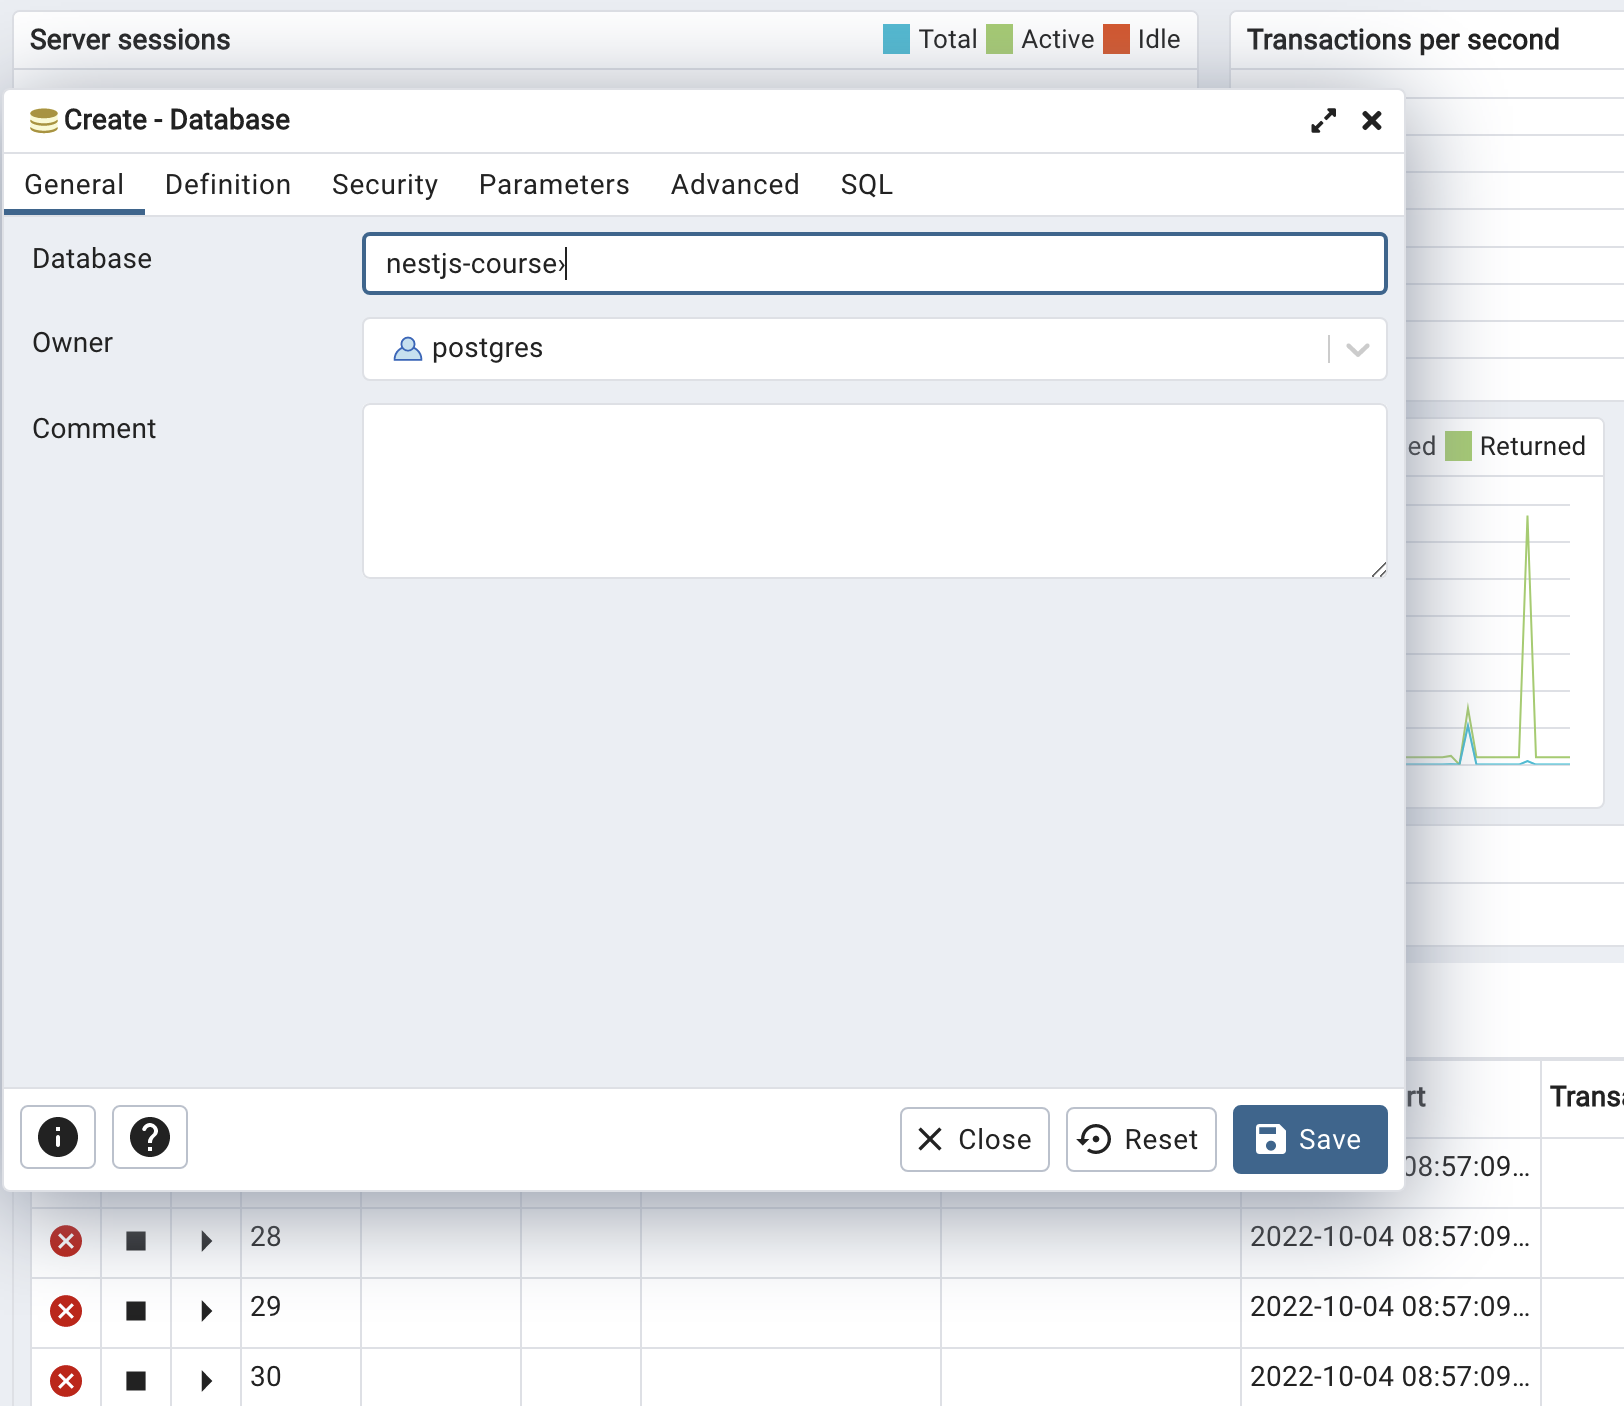 Server sessions
Total Active Idle
Transactions per second
Create - Database
General Definition Security Parameters Advanced SQL
Database
nestjs-course›
Owner
postgres
Comment
ed Returned
Close Reset Save
rt
Transa
08:57:09...
28 2022-10-04 08:57:09...
29 2022-10-04 08:57:09...
30 2022-10-04 08:57:09...